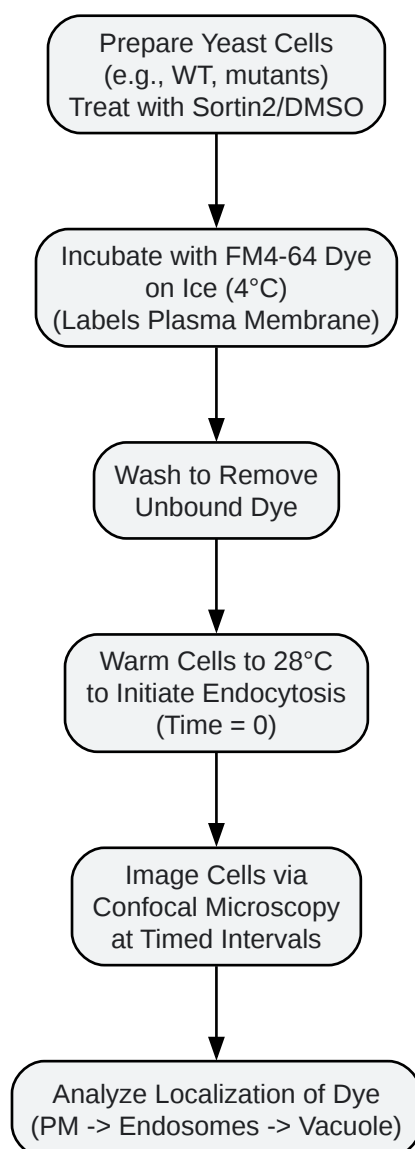 Prepare Yeast Cells
(e.g., WT, mutants)
Treat with Sortin2/DMSO
Incubate with FM4-64 Dye
on Ice (4°C)
(Labels Plasma Membrane)
Wash to Remove
Unbound Dye
Warm Cells to 28°C
to Initiate Endocytosis
(Time = 0)
Image Cells via
Confocal Microscopy
at Timed Intervals
Analyze Localization of Dye
(PM -> Endosomes -> Vacuole)